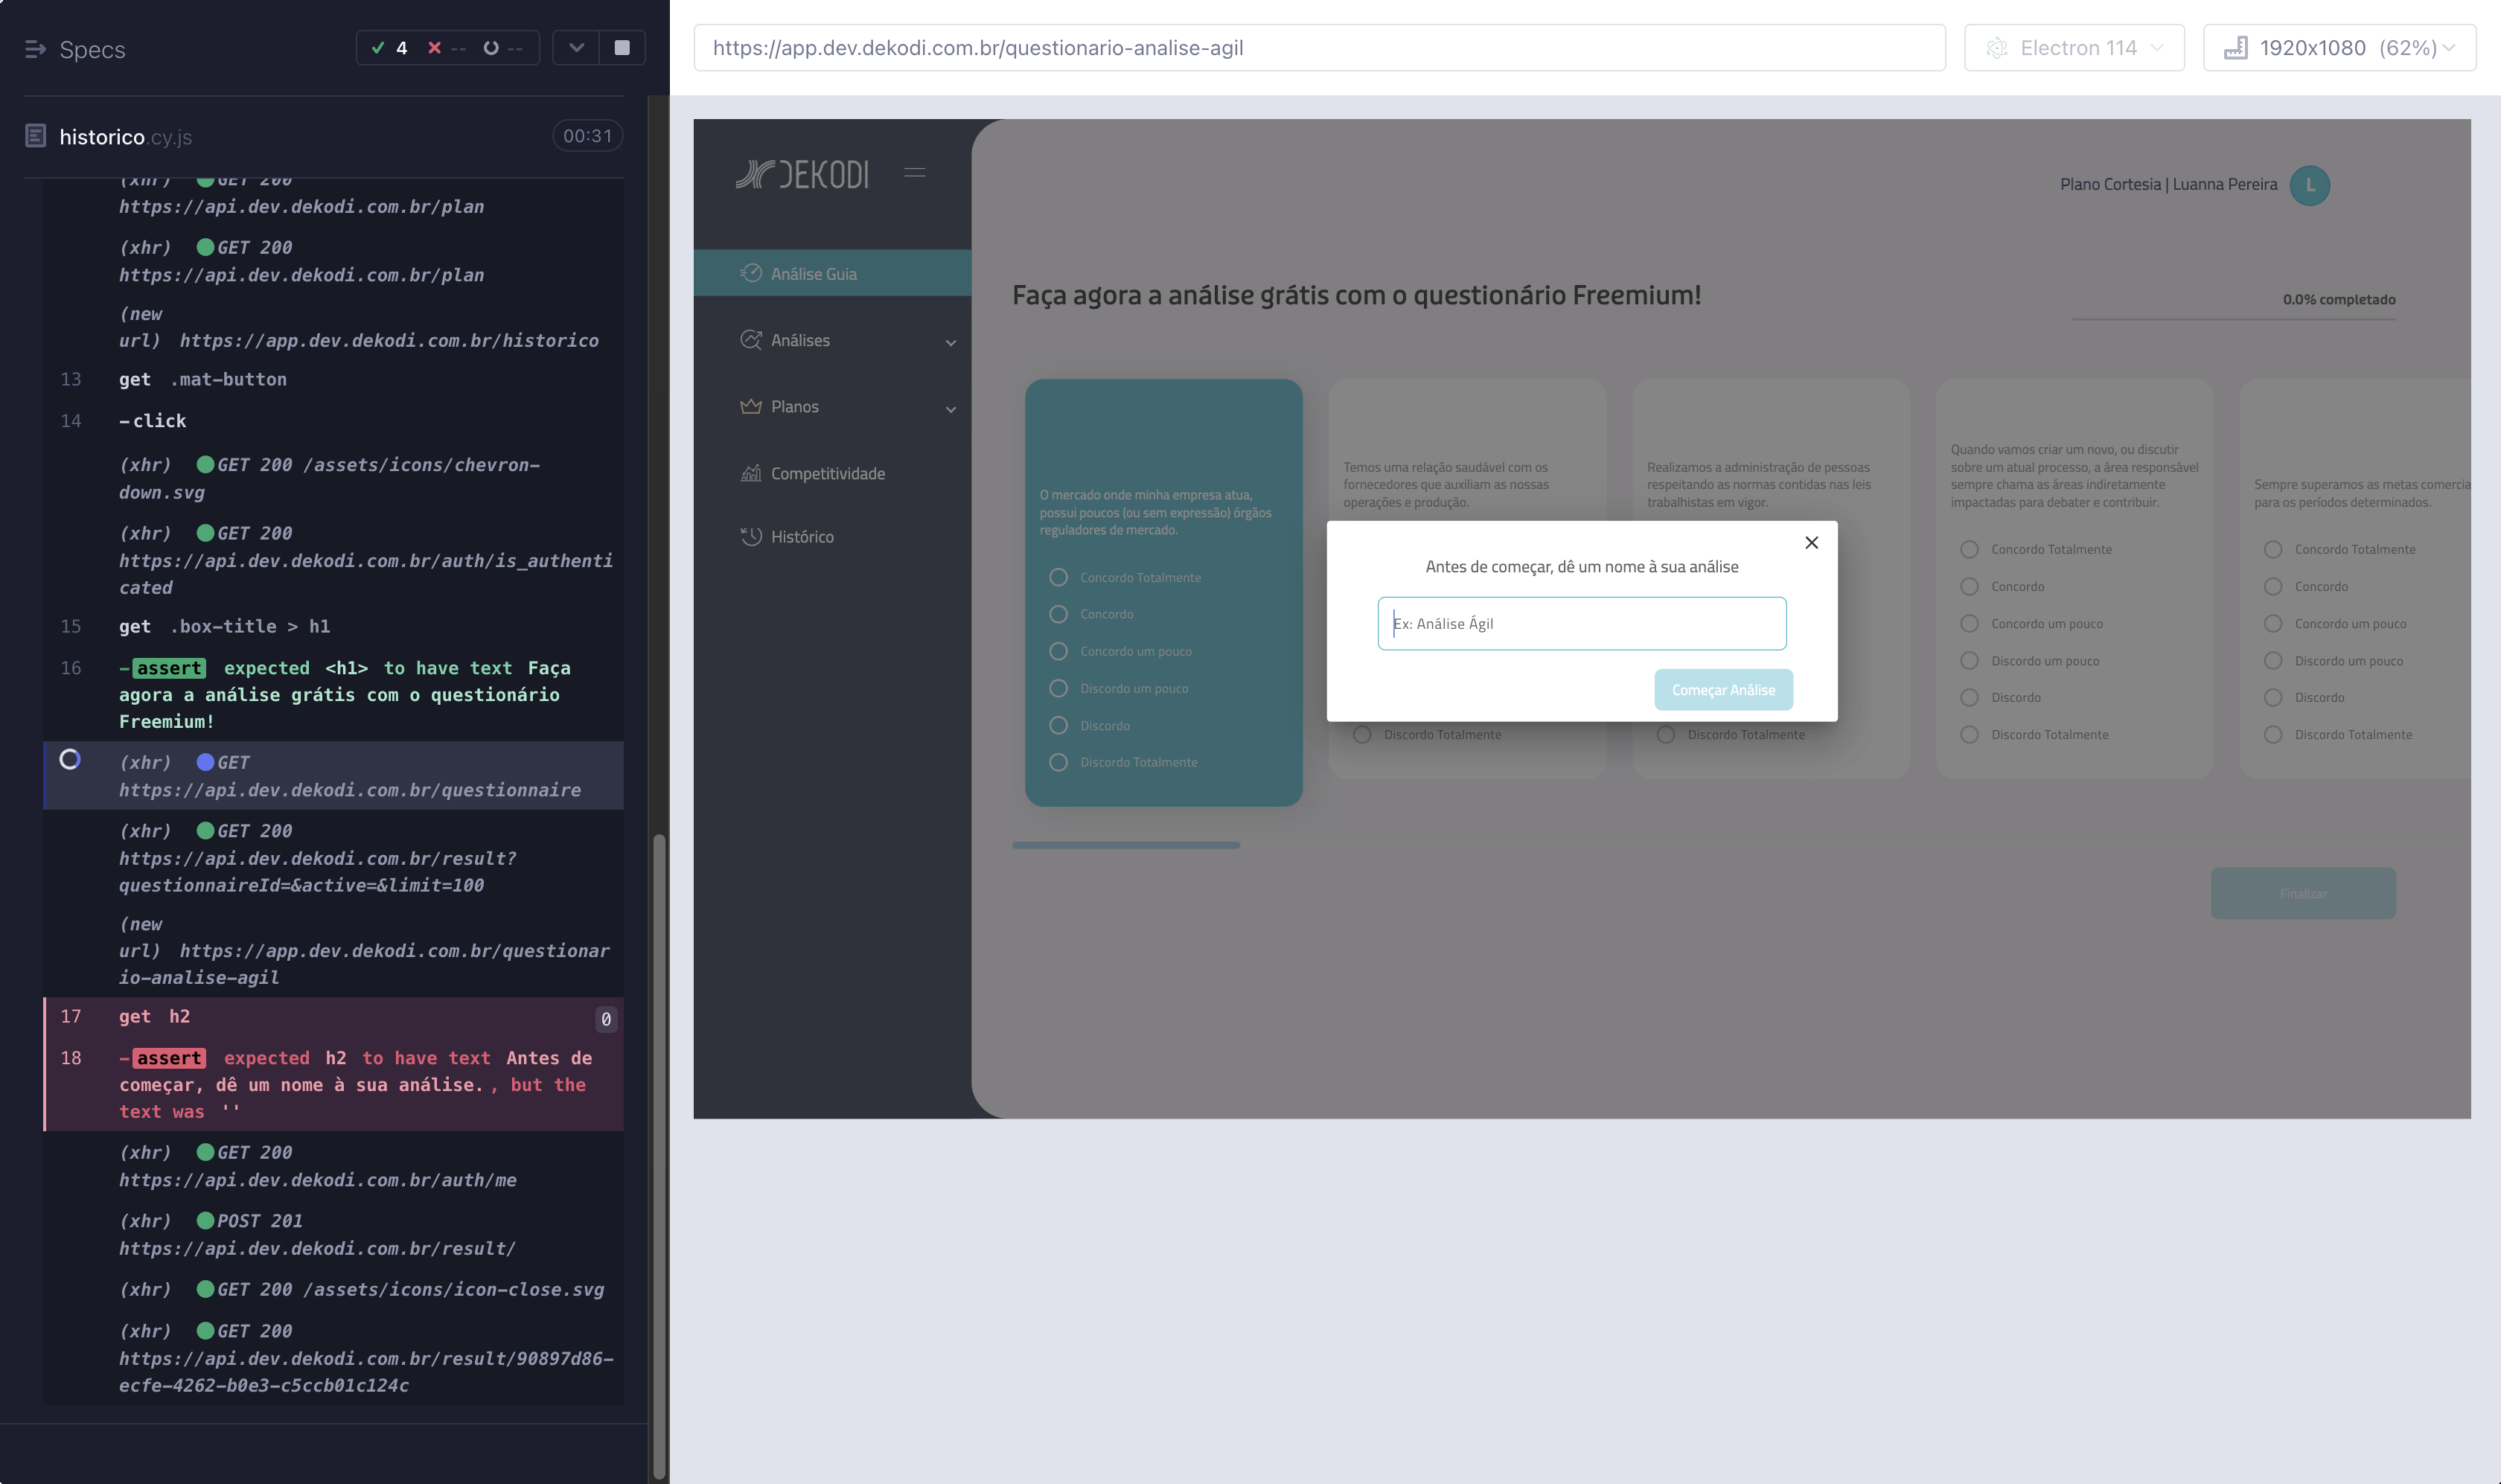 Specs
4
--
--
https://app.dev.dekodi.com.br/questionario-analise-agil
Electron 114
1920x1080 (62%)
historico.cy.js
00:31
(xhr) GET 200
https://api.dev.dekodi.com.br/plan
(xhr) GET 200
https://api.dev.dekodi.com.br/plan
(new
url) https://app.dev.dekodi.com.br/historico
13 get .mat-button
14 -click
(xhr) GET 200 /assets/icons/chevron-
down.svg
(xhr) GET 200
https://api.dev.dekodi.com.br/auth/is_authenti
cated
15 get .box-title > h1
16 -assert expected <h1> to have text Faça
agora a análise grátis com o questionário
Freemium!
(xhr) GET
https://api.dev.dekodi.com.br/questionnaire
(xhr) GET 200
https://api.dev.dekodi.com.br/result?
questionnaireId=&active=&limit=100
(new
url) https://app.dev.dekodi.com.br/questionar
io-analise-agil
17 get h2 0
18 -assert expected h2 to have text Antes de
começar, dê um nome à sua análise., but the
text was ''
(xhr) GET 200
https://api.dev.dekodi.com.br/auth/me
(xhr) POST 201
https://api.dev.dekodi.com.br/result/
(xhr) GET 200 /assets/icons/icon-close.svg
(xhr) GET 200
https://api.dev.dekodi.com.br/result/90897d86-
ecfe-4262-b0e3-c5ccb01c124c
DEKODI
Análise Guia
Análises
Planos
Competitividade
Histórico
Plano Cortesia | Luanna Pereira
L
Faça agora a análise grátis com o questionário Freemium!
0.0% completado
O mercado onde minha empresa atua,
possui poucos (ou sem expressão) órgãos
reguladores de mercado.
Concordo Totalmente
Concordo
Concordo um pouco
Discordo um pouco
Discordo
Discordo Totalmente
Temos uma relação saudável com os
fornecedores que auxiliam as nossas
operações e produção.
Discordo Totalmente
Realizamos a administração de pessoas
respeitando as normas contidas nas leis
trabalhistas em vigor.
Discordo Totalmente
Quando vamos criar um novo, ou discutir
sobre um atual processo, a área responsável
sempre chama as áreas indiretamente
impactadas para debater e contribuir.
Concordo Totalmente
Concordo
Concordo um pouco
Discordo um pouco
Discordo
Discordo Totalmente
Sempre superamos as metas comercia
para os períodos determinados.
Concordo Totalmente
Concordo
Concordo um pouco
Discordo um pouco
Discordo
Discordo Totalmente
Antes de começar, dê um nome à sua análise
Ex: Análise Ágil
Começar Análise
Finalizar